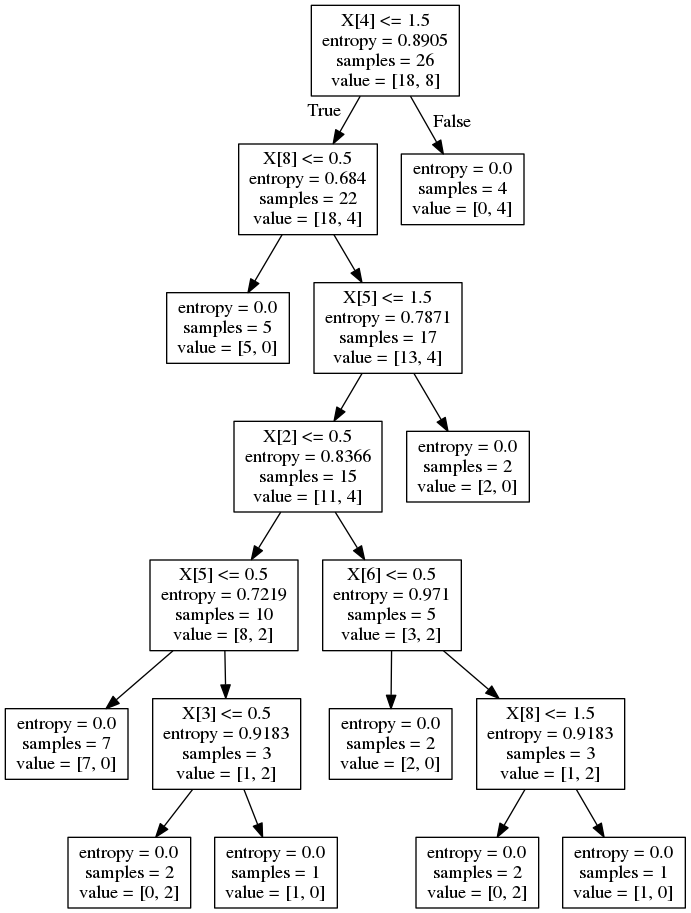 X[4] <= 1.5
entropy = 0.8905
samples = 26
value = [18, 8]
True
False
X[8] <= 0.5
entropy = 0.684
samples = 22
value = [18, 4]
entropy = 0.0
samples = 4
value = [0, 4]
entropy = 0.0
samples = 5
value = [5, 0]
X[5] <= 1.5
entropy = 0.7871
samples = 17
value = [13, 4]
X[2] <= 0.5
entropy = 0.8366
samples = 15
value = [11, 4]
entropy = 0.0
samples = 2
value = [2, 0]
X[5] <= 0.5
entropy = 0.7219
samples = 10
value = [8, 2]
X[6] <= 0.5
entropy = 0.971
samples = 5
value = [3, 2]
entropy = 0.0
samples = 7
value = [7, 0]
X[3] <= 0.5
entropy = 0.9183
samples = 3
value = [1, 2]
entropy = 0.0
samples = 2
value = [2, 0]
X[8] <= 1.5
entropy = 0.9183
samples = 3
value = [1, 2]
entropy = 0.0
samples = 2
value = [0, 2]
entropy = 0.0
samples = 1
value = [1, 0]
entropy = 0.0
samples = 2
value = [0, 2]
entropy = 0.0
samples = 1
value = [1, 0]